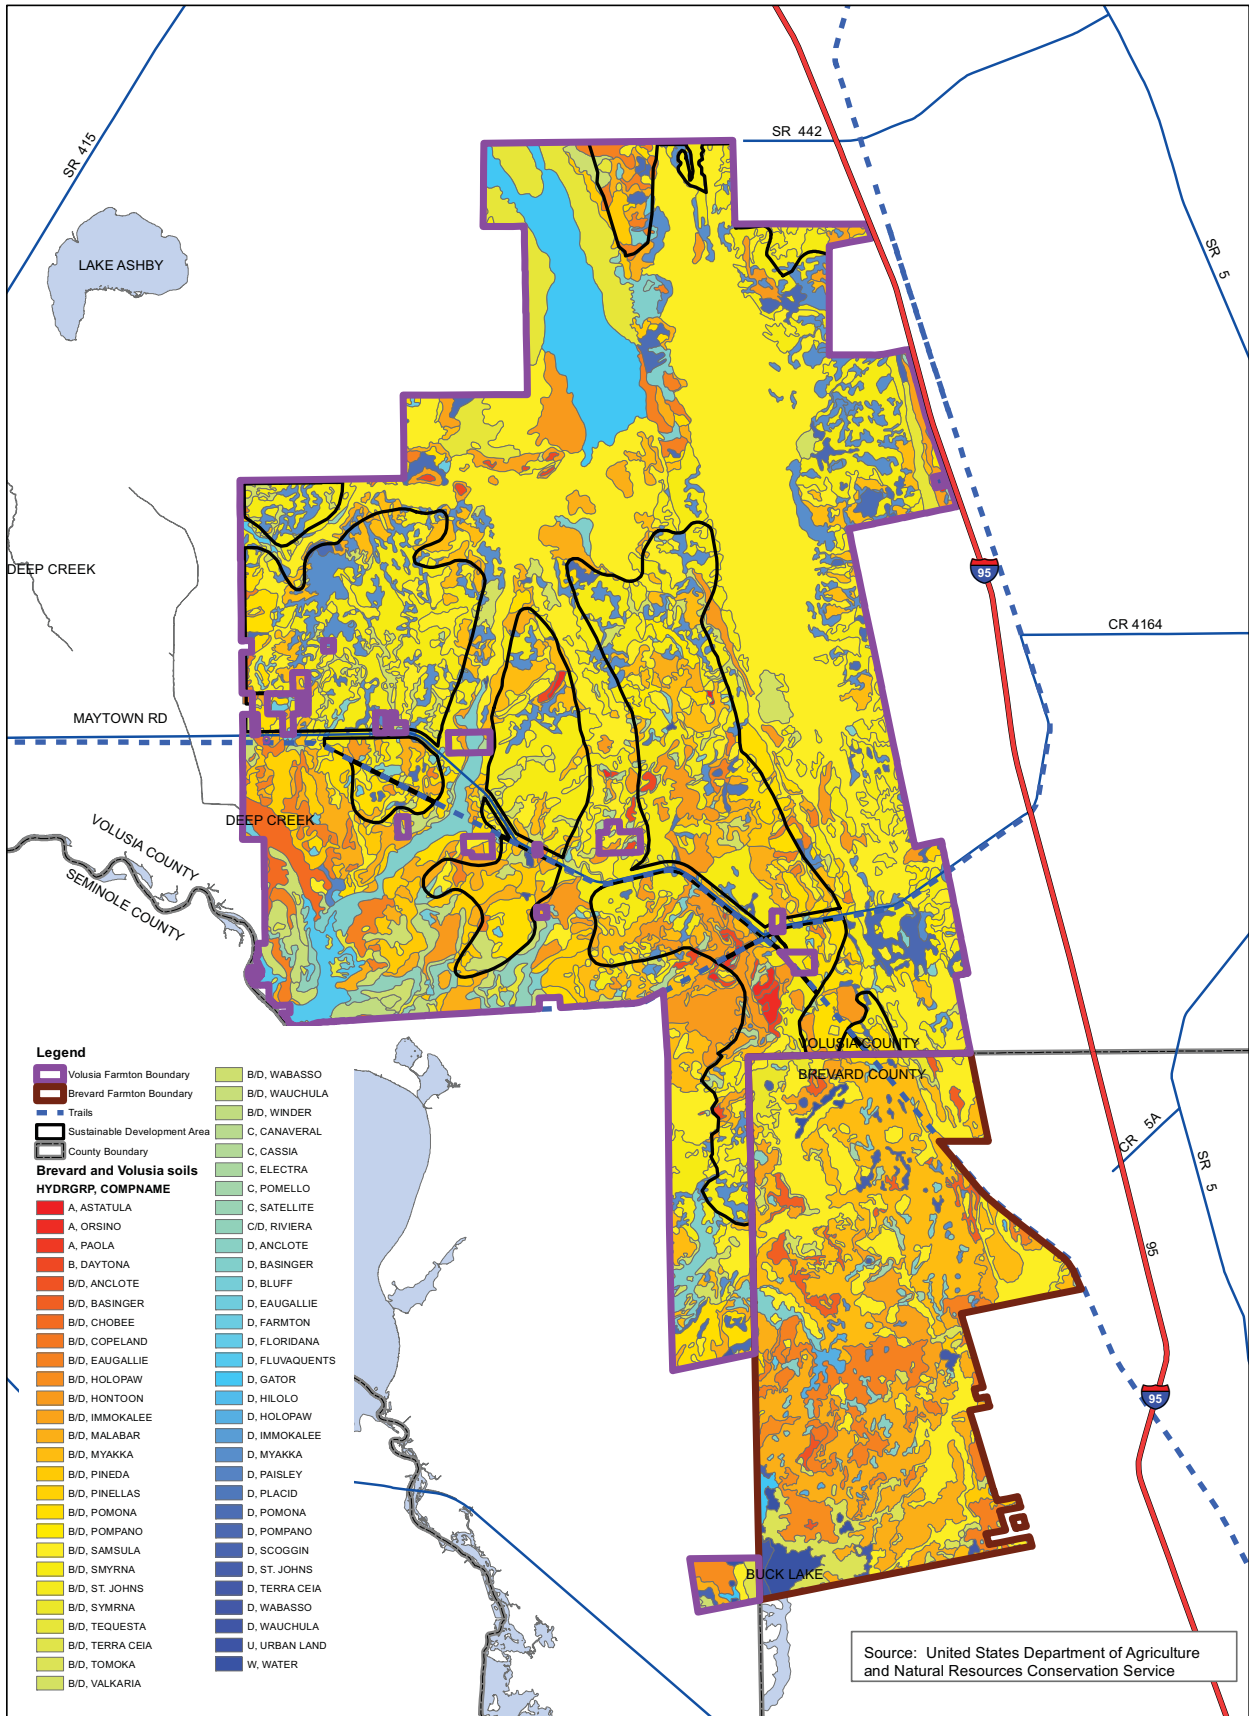 SR 415
SR 442
SR 5
LAKE ASHBY
DEEP CREEK
95
CR 4164
MAYTOWN RD
DEEP CREEK
VOLUSIA COUNTY
SEMINOLE COUNTY
VOLUSIA COUNTY
BREVARD COUNTY
CR 5A
SR 5
95
95
BUCK LAKE
Legend
Volusia Farmton Boundary
Brevard Farmton Boundary
Trails
Sustainable Development Area
County Boundary
Brevard and Volusia soils
HYDRGRP, COMPNAME
A, ASTATULA
A, ORSINO
A, PAOLA
B, DAYTONA
B/D, ANCLOTE
B/D, BASINGER
B/D, CHOBEE
B/D, COPELAND
B/D, EAUGALLIE
B/D, HOLOPAW
B/D, HONTOON
B/D, IMMOKALEE
B/D, MALABAR
B/D, MYAKKA
B/D, PINEDA
B/D, PINELLAS
B/D, POMONA
B/D, POMPANO
B/D, SAMSULA
B/D, SMYRNA
B/D, ST. JOHNS
B/D, SYMRNA
B/D, TEQUESTA
B/D, TERRA CEIA
B/D, TOMOKA
B/D, VALKARIA
B/D, WABASSO
B/D, WAUCHULA
B/D, WINDER
C, CANAVERAL
C, CASSIA
C, ELECTRA
C, POMELLO
C, SATELLITE
C/D, RIVIERA
D, ANCLOTE
D, BASINGER
D, BLUFF
D, EAUGALLIE
D, FARMTON
D, FLORIDANA
D, FLUVAQUENTS
D, GATOR
D, HILOLO
D, HOLOPAW
D, IMMOKALEE
D, MYAKKA
D, PAISLEY
D, PLACID
D, POMONA
D, POMPANO
D, SCOGGIN
D, ST. JOHNS
D, TERRA CEIA
D, WABASSO
D, WAUCHULA
U, URBAN LAND
W, WATER
Source: United States Department of Agriculture
and Natural Resources Conservation Service